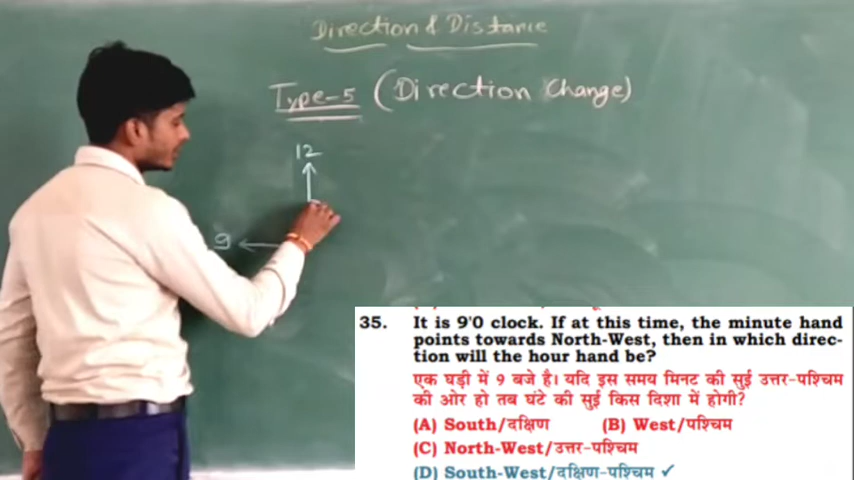 Direction & Distance
Type-5 (Direction Change)
12
9
35. It is 9'0 clock. If at this time, the minute hand
points towards North-West, then in which direc-
tion will the hour hand be?
एक घड़ी में 9 बजे है। यदि इस समय मिनट की सुई उत्तर-पश्चिम
की ओर हो तब घंटे की सुई किस दिशा में होगी?
(A) South/दक्षिण (B) West/पश्चिम
(C) North-West/उत्तर-पश्चिम
(D) South-West/दक्षिण-पश्चिम ✓